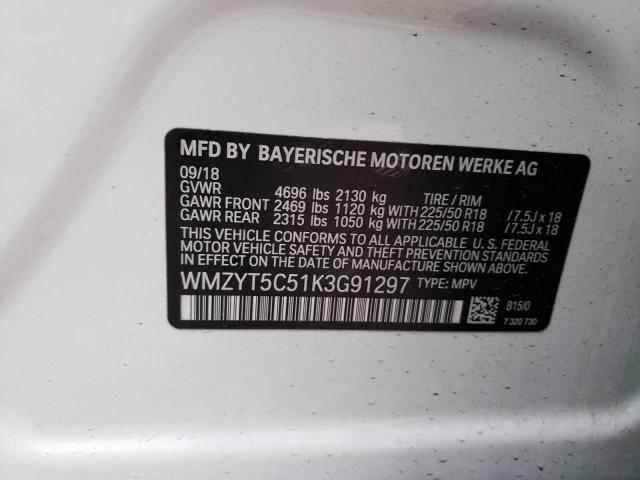 MFD BY BAYERISCHE MOTOREN WERKE AG
09/18
GVWR 4696 lbs 2130 kg TIRE / RIM
GAWR FRONT 2469 lbs 1120 kg WITH 225/50 R18 /7.5J x 18
GAWR REAR 2315 lbs 1050 kg WITH 225/50 R18 /7.5J x 18
THIS VEHICLE CONFORMS TO ALL APPLICABLE U. S. FEDERAL
MOTOR VEHICLE SAFETY, BUMPER, AND THEFT PREVENTION STANDARDS
IN EFFECT ON THE DATE OF MANUFACTURE SHOWN ABOVE.
WMZYT5C51K3G91297 TYPE: MPV
B15/0
7 320 730